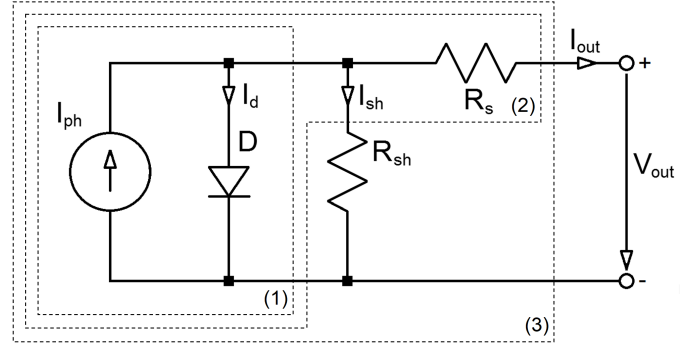 I_out
+
I_ph
I_d
I_sh
R_s
(2)
D
R_sh
V_out
(1)
-
(3)